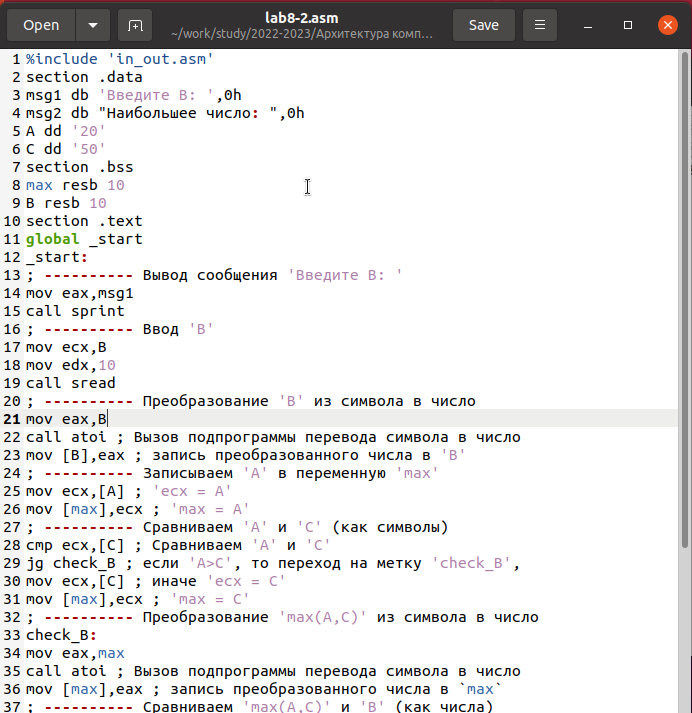 Open
lab8-2.asm
~/work/study/2022-2023/Архитектура комп…
Save
1 %include 'in_out.asm'
2 section .data
3 msg1 db 'Введите B: ',0h
4 msg2 db "Наибольшее число: ",0h
5 A dd '20'
6 C dd '50'
7 section .bss
8 max resb 10
9 B resb 10
10 section .text
11 global _start
12 _start:
13 ; ---------- Вывод сообщения 'Введите B: '
14 mov eax,msg1
15 call sprint
16 ; ---------- Ввод 'B'
17 mov ecx,B
18 mov edx,10
19 call sread
20 ; ---------- Преобразование 'B' из символа в число
21 mov eax,B
22 call atoi ; Вызов подпрограммы перевода символа в число
23 mov [B],eax ; запись преобразованного числа в 'B'
24 ; ---------- Записываем 'A' в переменную 'max'
25 mov ecx,[A] ; 'ecx = A'
26 mov [max],ecx ; 'max = A'
27 ; ---------- Сравниваем 'A' и 'C' (как символы)
28 cmp ecx,[C] ; Сравниваем 'A' и 'C'
29 jg check_B ; если 'A>C', то переход на метку 'check_B',
30 mov ecx,[C] ; иначе 'ecx = C'
31 mov [max],ecx ; 'max = C'
32 ; ---------- Преобразование 'max(A,C)' из символа в число
33 check_B:
34 mov eax,max
35 call atoi ; Вызов подпрограммы перевода символа в число
36 mov [max],eax ; запись преобразованного числа в `max`
37 ; ---------- Сравниваем 'max(A,C)' и 'B' (как числа)